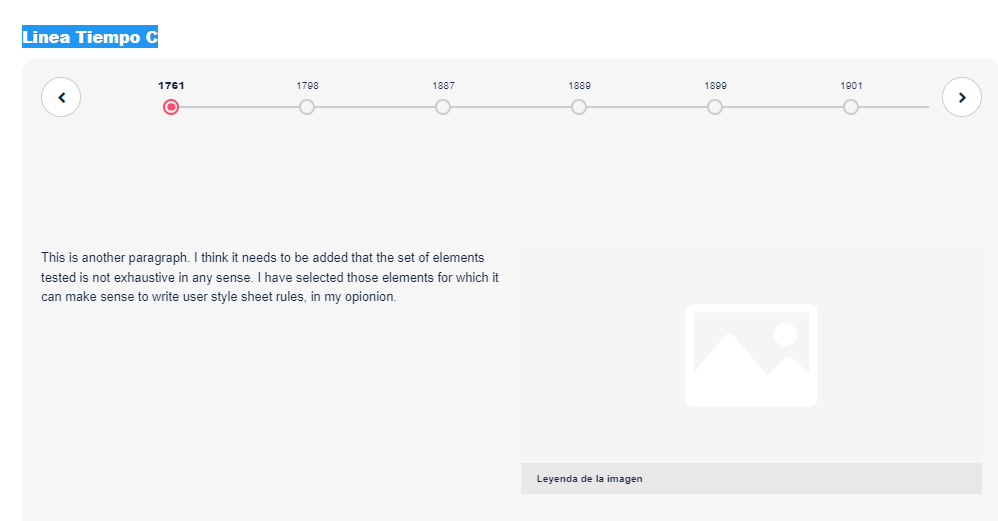 Linea Tiempo C
1761 1798 1887 1889 1899 1901
This is another paragraph. I think it needs to be added that the set of elements
tested is not exhaustive in any sense. I have selected those elements for which it
can make sense to write user style sheet rules, in my opionion.
Leyenda de la imagen